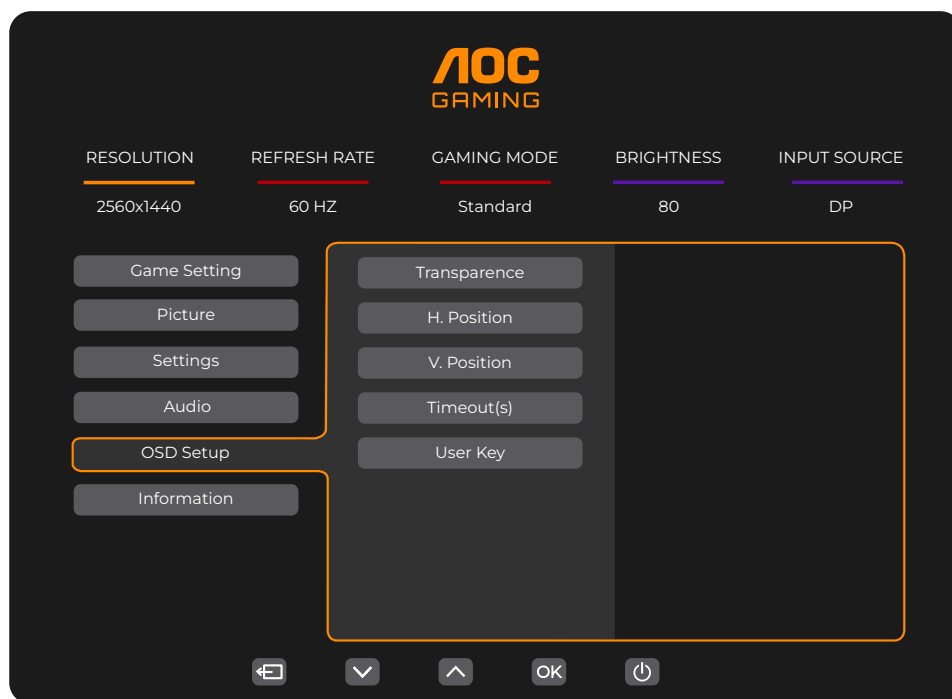 AOC
GAMING
RESOLUTION REFRESH RATE GAMING MODE BRIGHTNESS INPUT SOURCE
2560x1440 60 HZ Standard 80 DP
Game Setting Transparence
Picture H. Position
Settings V. Position
Audio Timeout(s)
OSD Setup User Key
Information
OK